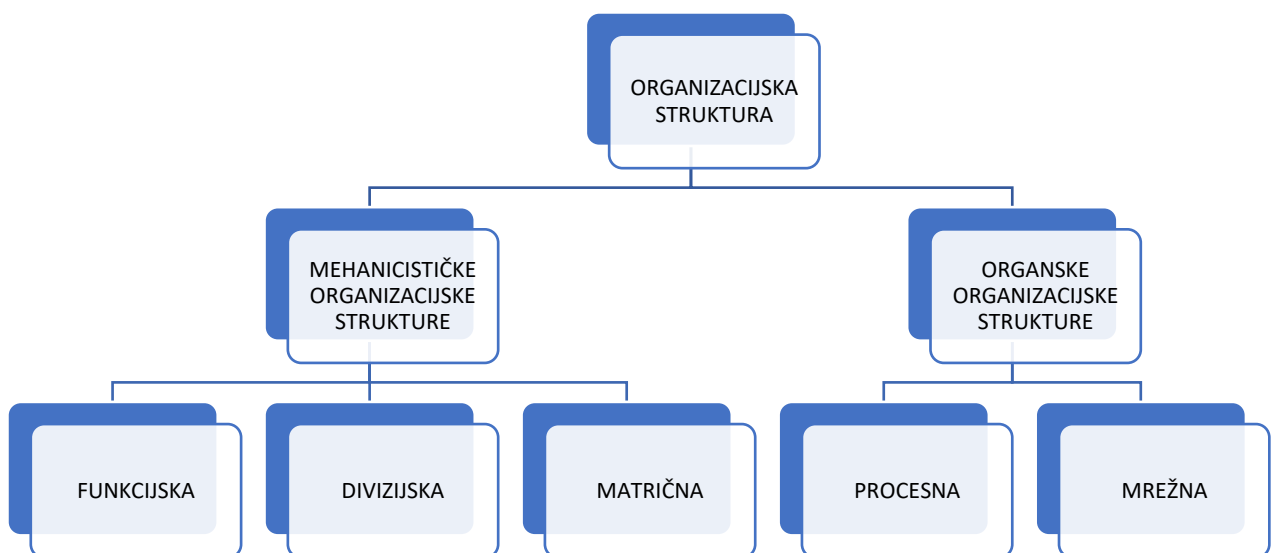 ORGANIZACIJSKA
STRUKTURA
MEHANICISTIČKE
ORGANIZACIJSKE
STRUKTURE
ORGANSKE
ORGANIZACIJSKE
STRUKTURE
FUNKCIJSKA
DIVIZIJSKA
MATRIČNA
PROCESNA
MREŽNA